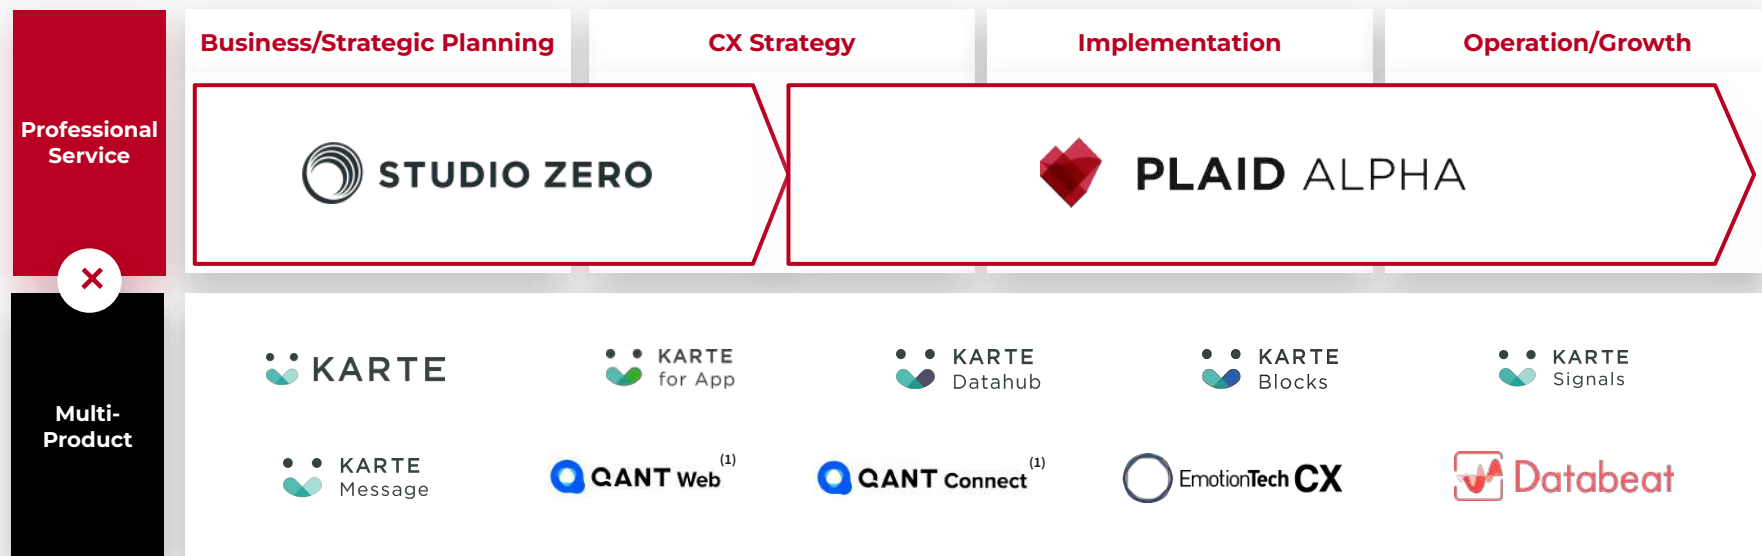 Business/Strategic Planning
CX Strategy
Implementation
Operation/Growth
Professional
Service
STUDIO ZERO
PLAID ALPHA
×
Multi-
Product
KARTE
KARTE
for App
KARTE
Datahub
KARTE
Blocks
KARTE
Signals
KARTE
Message
QANT Web(1)
QANT Connect(1)
EmotionTech CX
Databeat